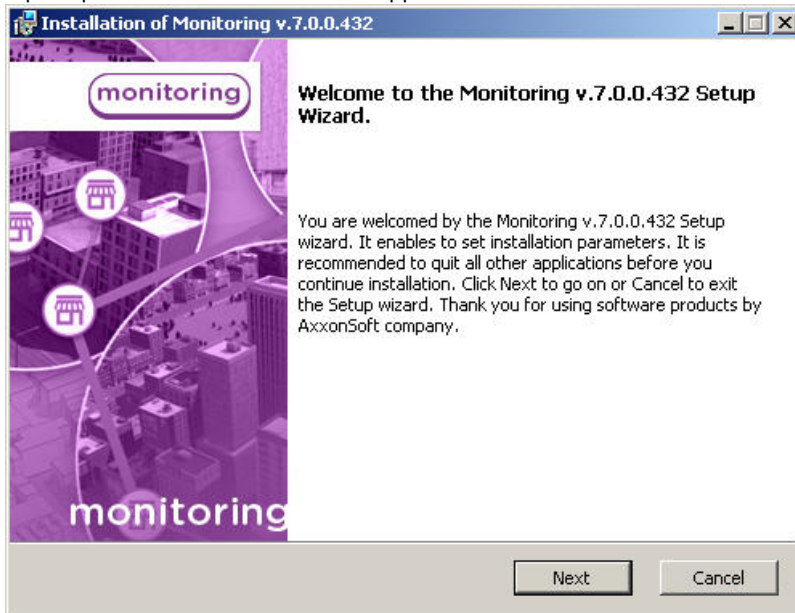 Installation of Monitoring v.7.0.0.432
monitoring
Welcome to the Monitoring v.7.0.0.432 Setup
Wizard.
You are welcomed by the Monitoring v.7.0.0.432 Setup
wizard. It enables to set installation parameters. It is
recommended to quit all other applications before you
continue installation. Click Next to go on or Cancel to exit
the Setup wizard. Thank you for using software products by
AxxonSoft company.
monitoring
Next
Cancel